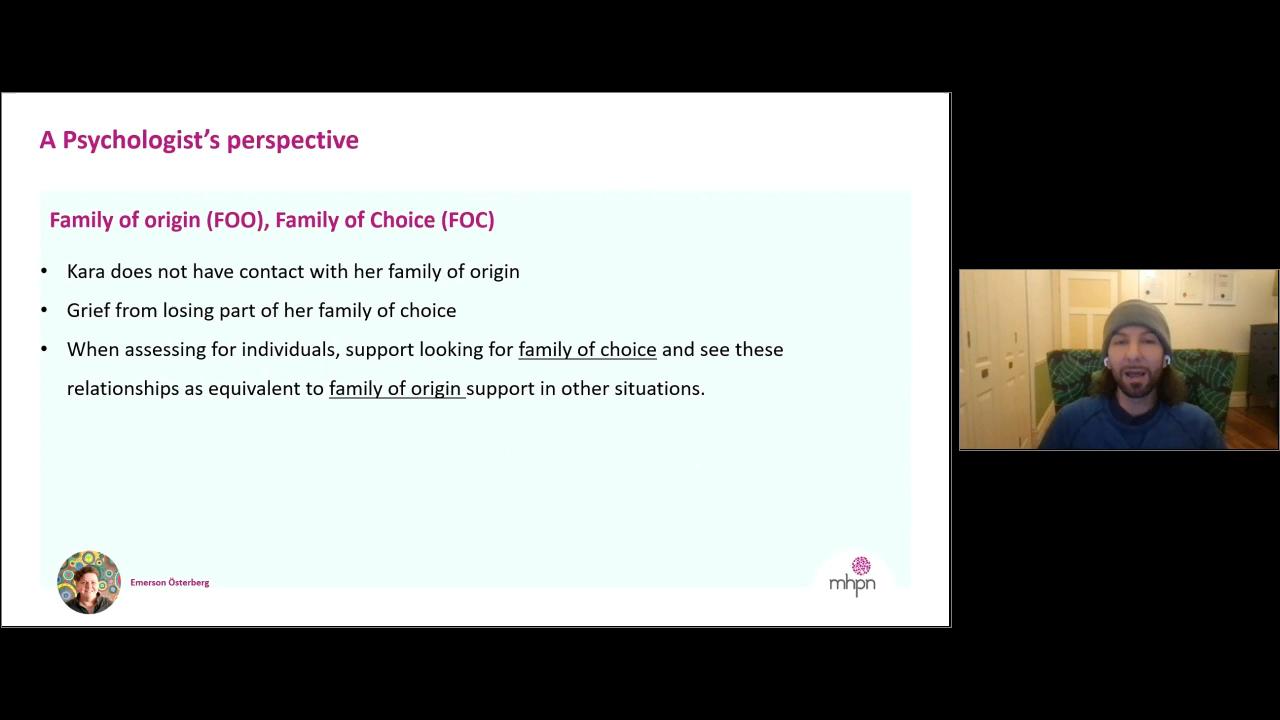 A Psychologist’s perspective
Family of origin (FOO), Family of Choice (FOC)
• Kara does not have contact with her family of origin
• Grief from losing part of her family of choice
• When assessing for individuals, support looking for family of choice and see these
relationships as equivalent to family of origin support in other situations.
Emerson Österberg
mhpn